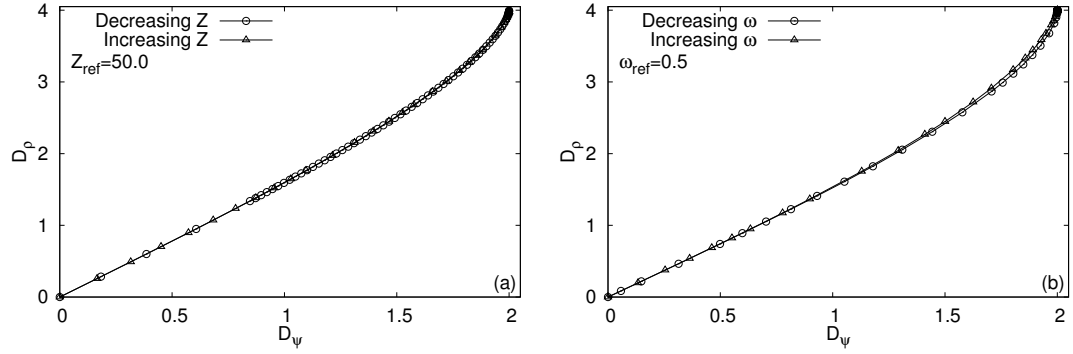 4
3
2
1
0
D_ρ
Decreasing Z
Increasing Z
Z_ref=50.0
(a)
0 0.5 1 1.5 2
D_ψ
4
3
2
1
0
D_ρ
Decreasing ω
Increasing ω
ω_ref=0.5
(b)
0 0.5 1 1.5 2
D_ψ